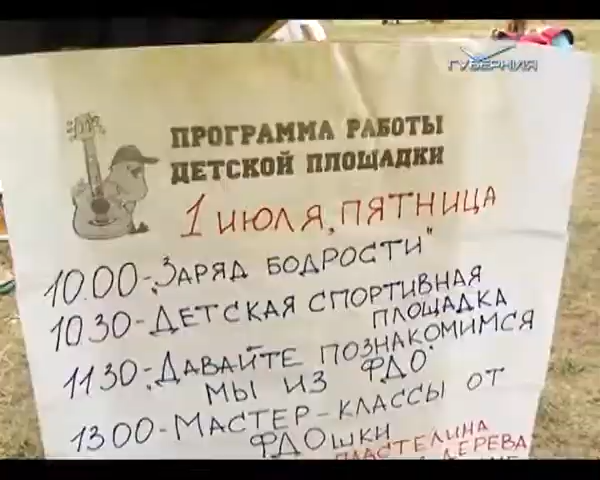 ГУБЕРНИЯ
ПРОГРАММА РАБОТЫ
ДЕТСКОЙ ПЛОЩАДКИ
1 ИЮЛЯ, ПЯТНИЦА
10.00-„ЗАРЯД БОДРОСТИ"
10 30-ДЕТСКАЯ СПОРТИВНАЯ
ПЛОЩАДКА
11 30-„ДАВАЙТЕ ПОЗНАКОМИМСЯ
МЫ ИЗ ФДО"
13 00-МАСТЕР-КЛАССЫ ОТ
ФДОШКИ
ПЛАСТЕЛИНА
ДЕРЕВА